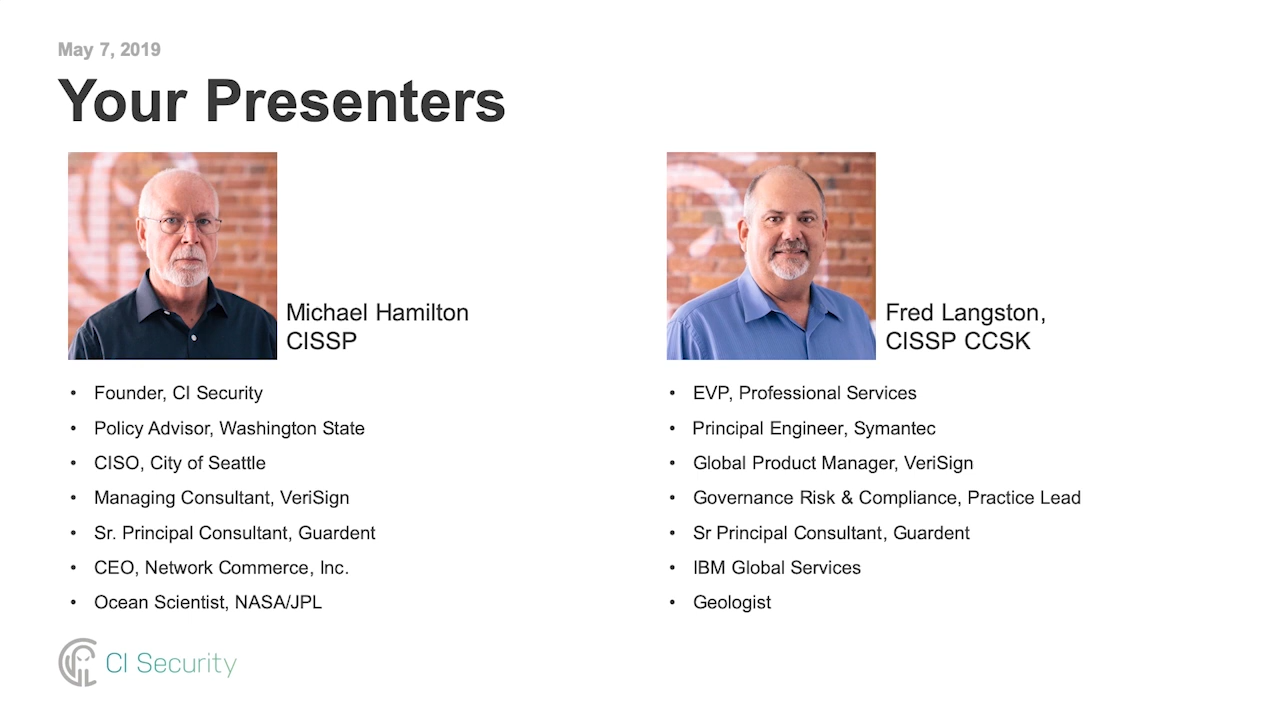 May 7, 2019
Your Presenters
Michael Hamilton
CISSP
• Founder, CI Security
• Policy Advisor, Washington State
• CISO, City of Seattle
• Managing Consultant, VeriSign
• Sr. Principal Consultant, Guardent
• CEO, Network Commerce, Inc.
• Ocean Scientist, NASA/JPL
Fred Langston,
CISSP CCSK
• EVP, Professional Services
• Principal Engineer, Symantec
• Global Product Manager, VeriSign
• Governance Risk & Compliance, Practice Lead
• Sr Principal Consultant, Guardent
• IBM Global Services
• Geologist
CI Security